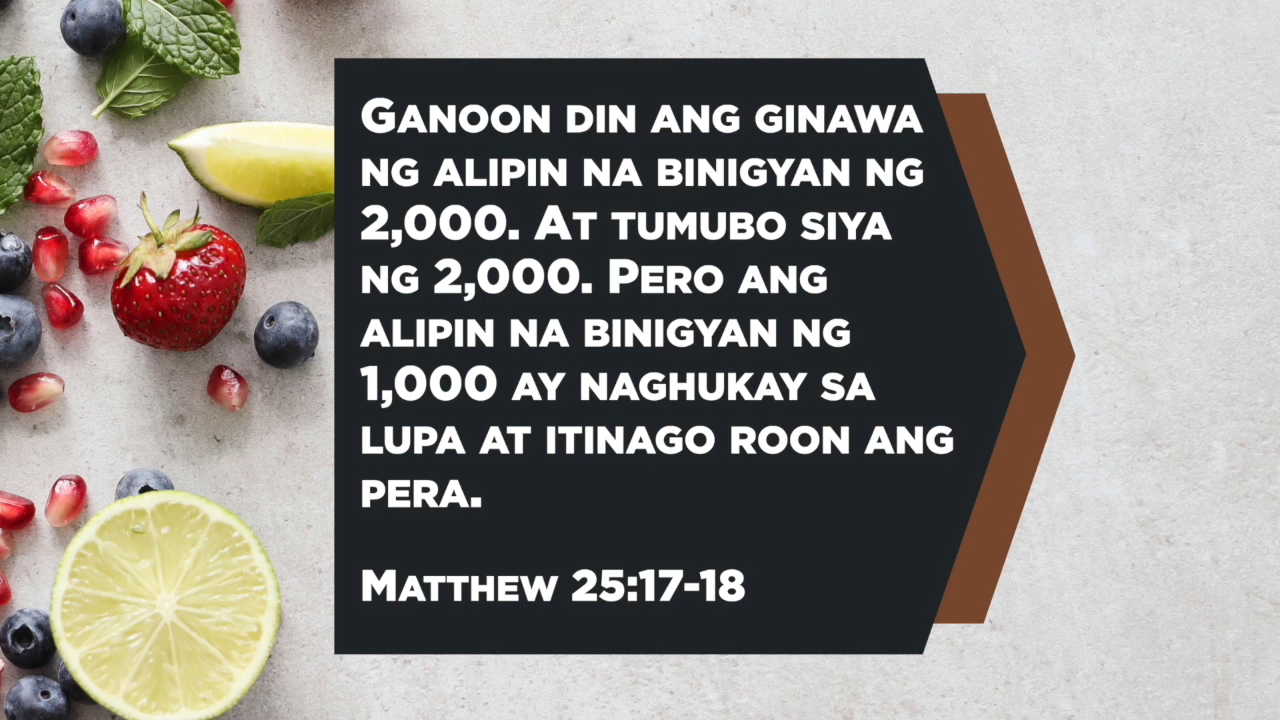 Ganoon din ang ginawa
ng alipin na binigyan ng
2,000. At tumubo siya
ng 2,000. Pero ang
alipin na binigyan ng
1,000 ay naghukay sa
lupa at itinago roon ang
pera.
Matthew 25:17-18